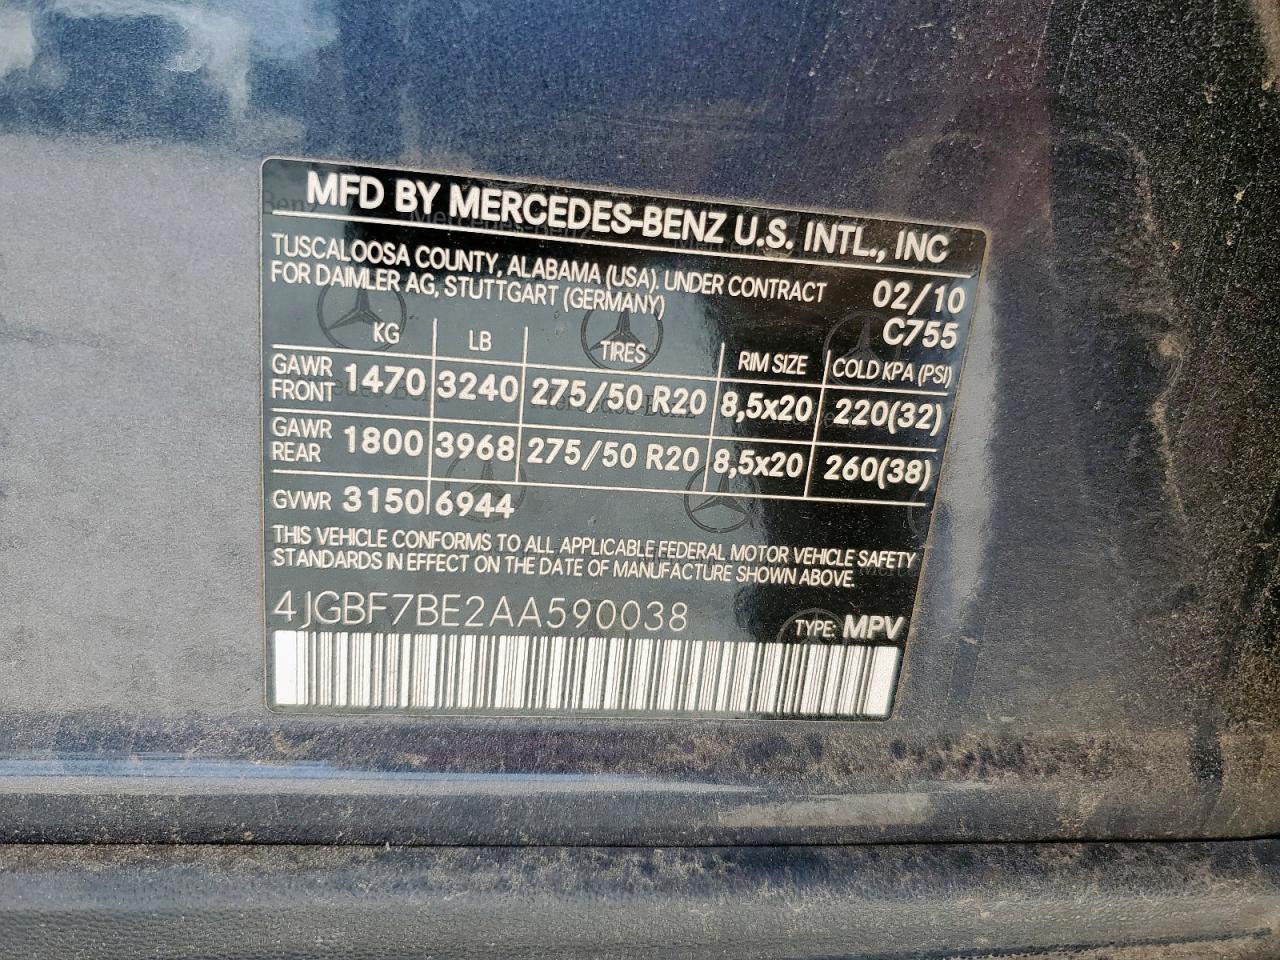 MFD BY MERCEDES-BENZ U.S. INTL., INC
TUSCALOOSA COUNTY, ALABAMA (USA). UNDER CONTRACT
FOR DAIMLER AG, STUTTGART (GERMANY)
02/10
C755
KG LB TIRES RIM SIZE COLD KPA (PSI)
GAWR FRONT 1470 3240 275/50 R20 8,5x20 220(32)
GAWR REAR 1800 3968 275/50 R20 8,5x20 260(38)
GVWR 3150 6944
THIS VEHICLE CONFORMS TO ALL APPLICABLE FEDERAL MOTOR VEHICLE SAFETY
STANDARDS IN EFFECT ON THE DATE OF MANUFACTURE SHOWN ABOVE.
4JGBF7BE2AA590038 TYPE: MPV